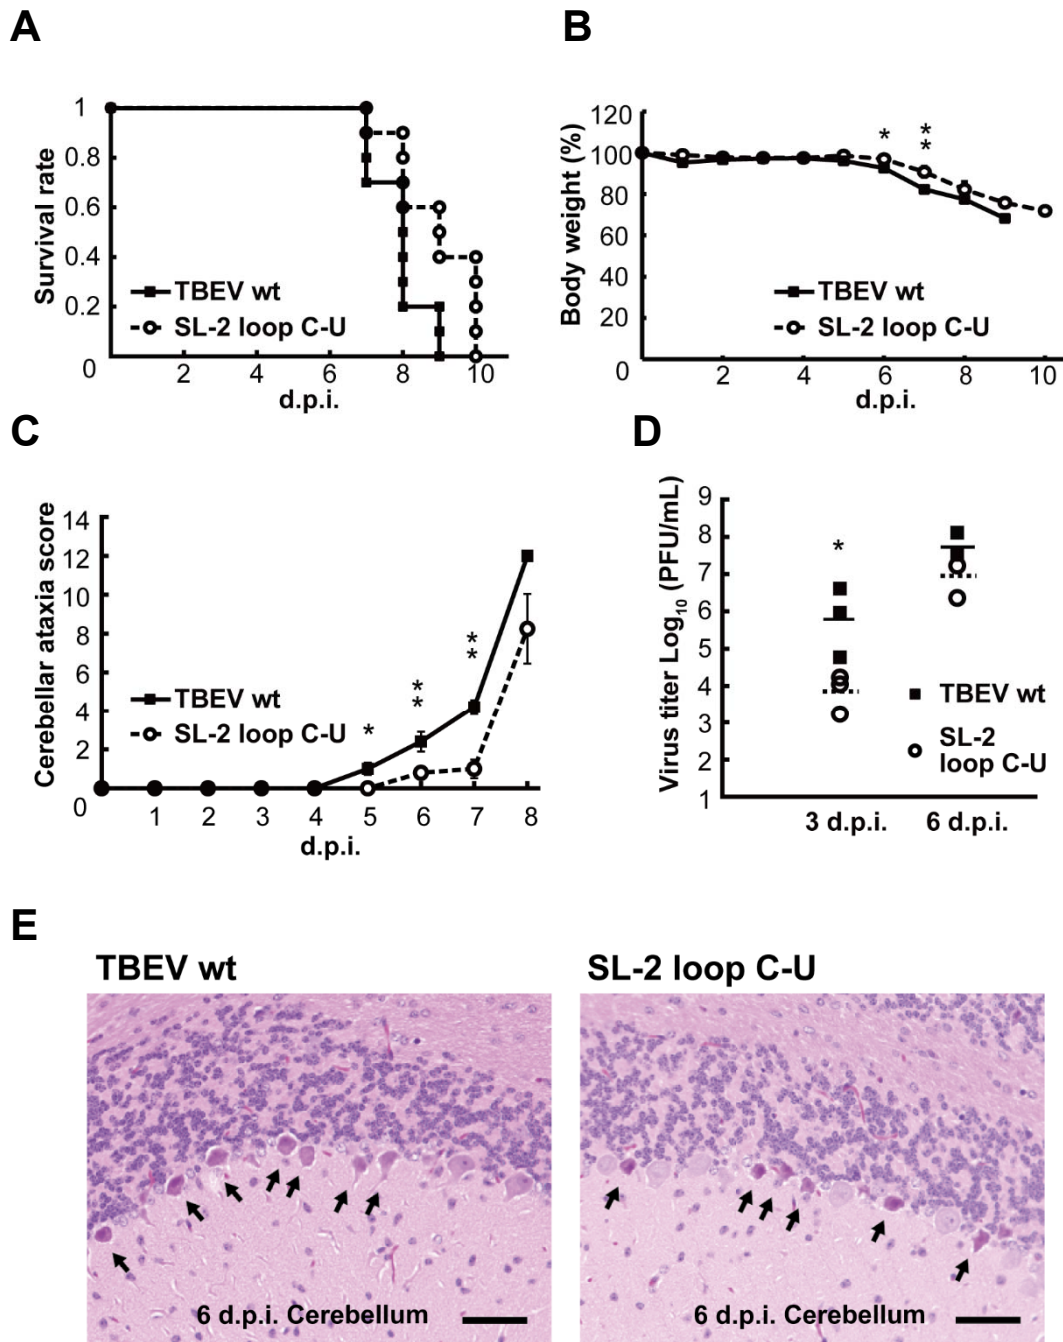 A
Survival rate
1
0.8
0.6
0.4
0.2
0
2
4
6
8
10
d.p.i.
TBEV wt
SL-2 loop C-U
B
Body weight (%)
120
100
80
60
40
20
0
2
4
6
8
10
d.p.i.
*
*
*
TBEV wt
SL-2 loop C-U
C
Cerebellar ataxia score
14
12
10
8
6
4
2
0
1
2
3
4
5
6
7
8
d.p.i.
*
*
*
*
*
TBEV wt
SL-2 loop C-U
D
Virus titer Log10 (PFU/mL)
9
8
7
6
5
4
3
2
1
*
3 d.p.i.
6 d.p.i.
TBEV wt
SL-2
loop C-U
E
TBEV wt
SL-2 loop C-U
6 d.p.i. Cerebellum
6 d.p.i. Cerebellum